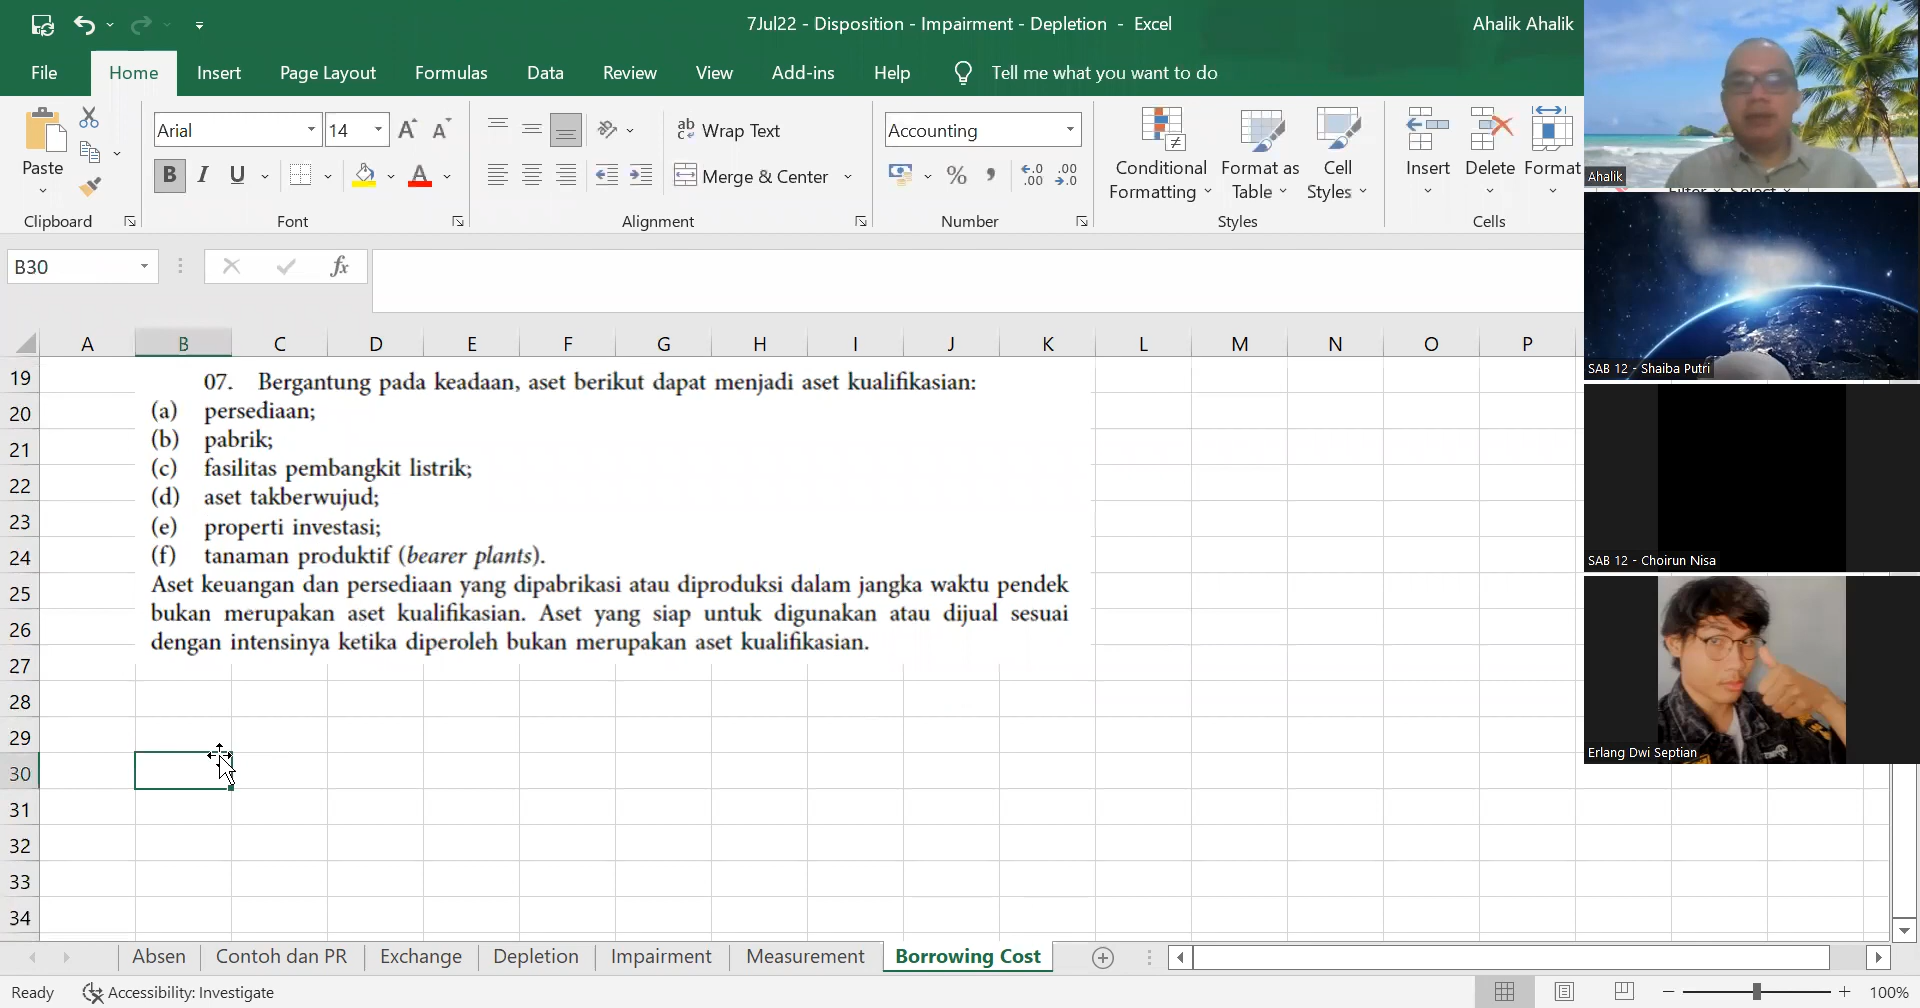 7Jul22 - Disposition - Impairment - Depletion - Excel
Ahalik Ahalik
File Home Insert Page Layout Formulas Data Review View Add-ins Help Tell me what you want to do
Paste
Clipboard
Arial 14
B I U
Font
Wrap Text
Merge & Center
Alignment
Accounting
Number
Conditional Formatting
Format as Table
Cell Styles
Styles
Insert Delete Format
Cells
B30
fx
A B C D E F G H I J K L M N O P
19
20
21
22
23
24
25
26
27
28
29
30
31
32
33
34
07. Bergantung pada keadaan, aset berikut dapat menjadi aset kualifikasian:
(a) persediaan;
(b) pabrik;
(c) fasilitas pembangkit listrik;
(d) aset takberwujud;
(e) properti investasi;
(f) tanaman produktif (bearer plants).
Aset keuangan dan persediaan yang dipabrikasi atau diproduksi dalam jangka waktu pendek
bukan merupakan aset kualifikasian. Aset yang siap untuk digunakan atau dijual sesuai
dengan intensinya ketika diperoleh bukan merupakan aset kualifikasian.
Ahalik
SAB 12 - Shaiba Putri
SAB 12 - Choirun Nisa
Erlang Dwi Septian
Absen Contoh dan PR Exchange Depletion Impairment Measurement Borrowing Cost
Ready Accessibility: Investigate 100%